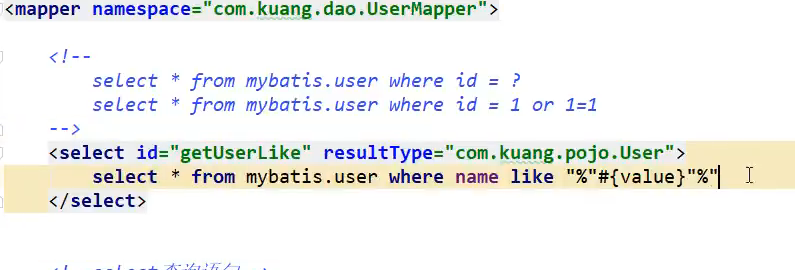 <mapper namespace="com.kuang.dao.UserMapper">
<!--
select * from mybatis.user where id = ?
select * from mybatis.user where id = 1 or 1=1
-->
<select id="getUserLike" resultType="com.kuang.pojo.User">
select * from mybatis.user where name like "%"#{value}"%"
</select>